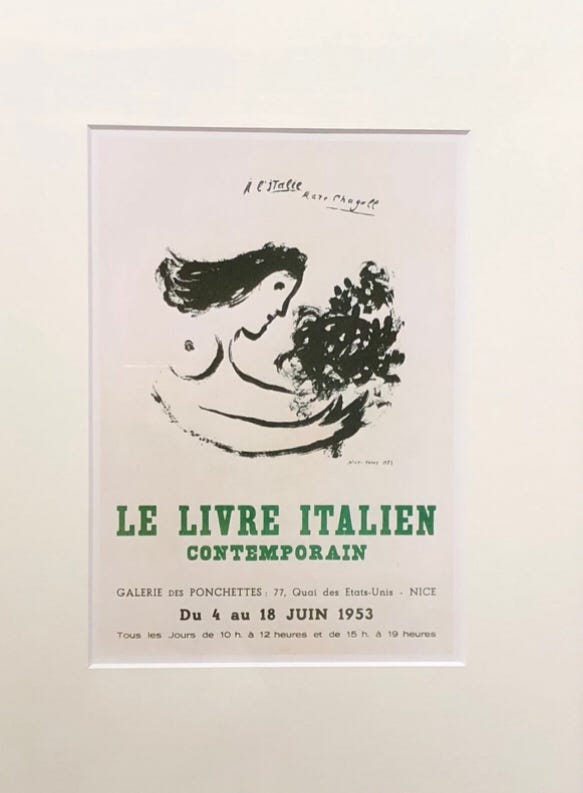 À l'Italie
Marc Chagall
LE LIVRE ITALIEN
CONTEMPORAIN
GALERIE DES PONCHETTES : 77, Quai des Etats-Unis - NICE
Du 4 au 18 JUIN 1953
Tous les Jours de 10 h. à 12 heures et de 15 h. à 19 heures